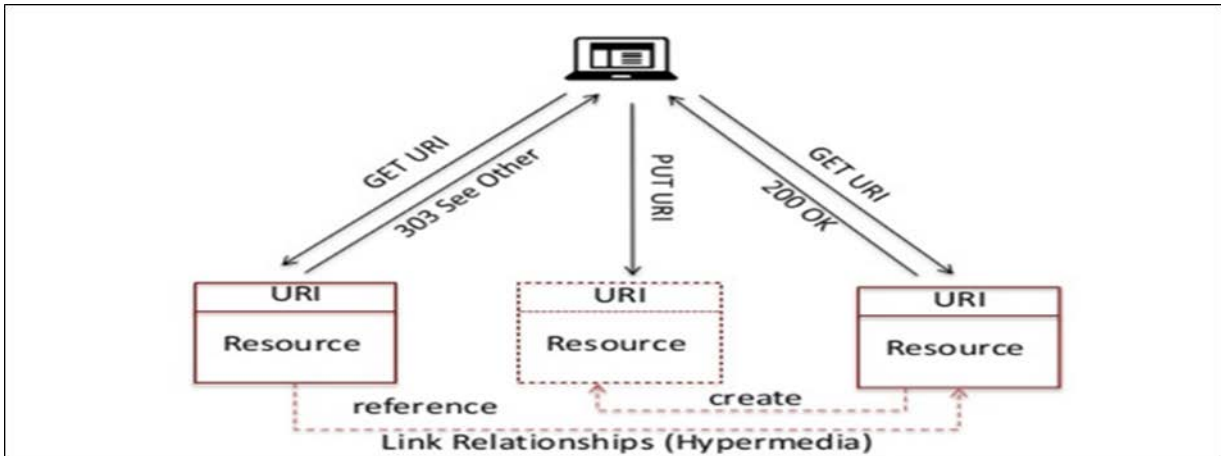 GET URI
303 See Other
PUT URI
GET URI
200 OK
URI
Resource
URI
Resource
URI
Resource
reference
create
Link Relationships (Hypermedia)